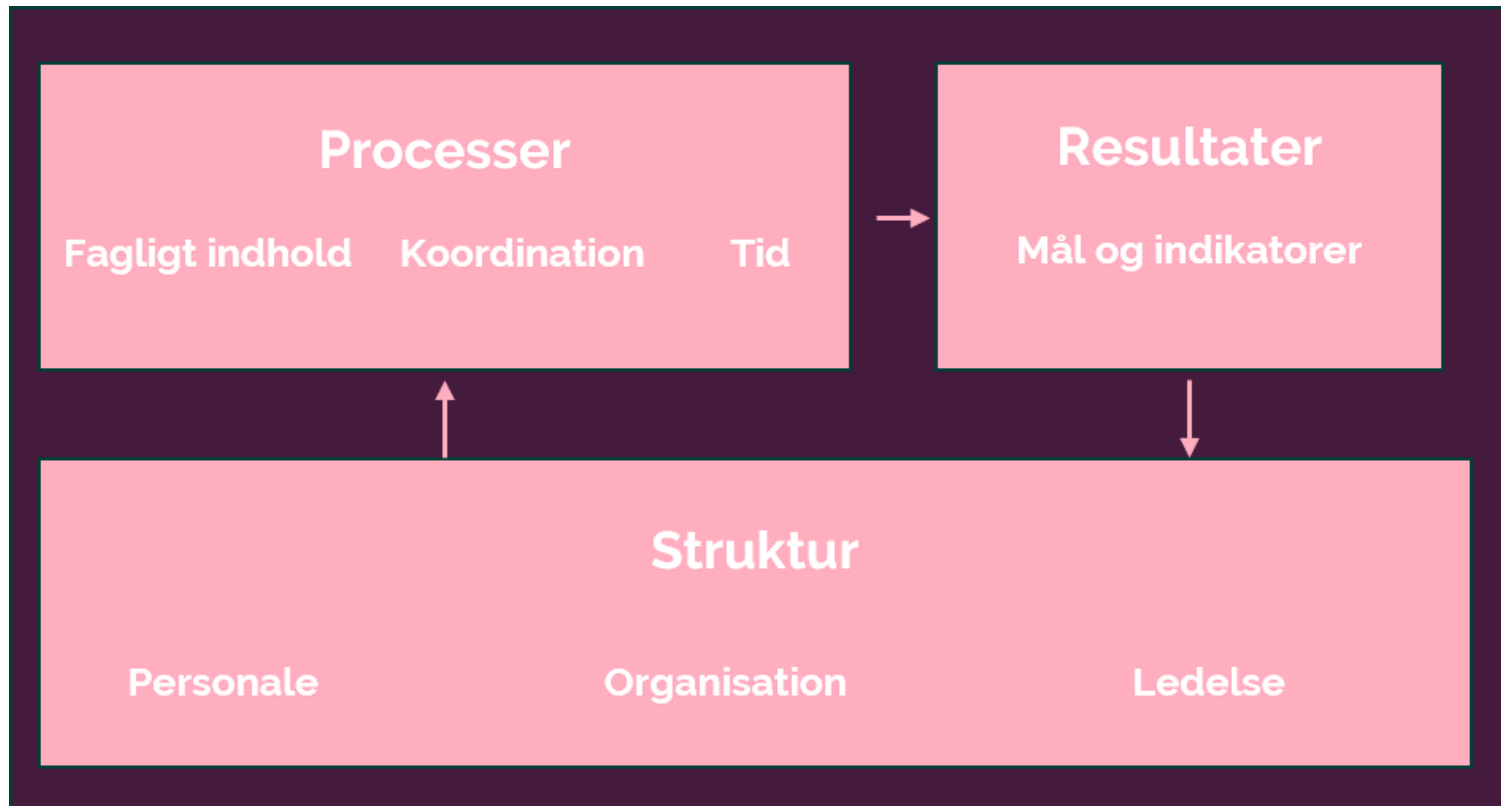 Processer
Fagligt indhold Koordination Tid
Resultater
Mål og indikatorer
Struktur
Personale Organisation Ledelse